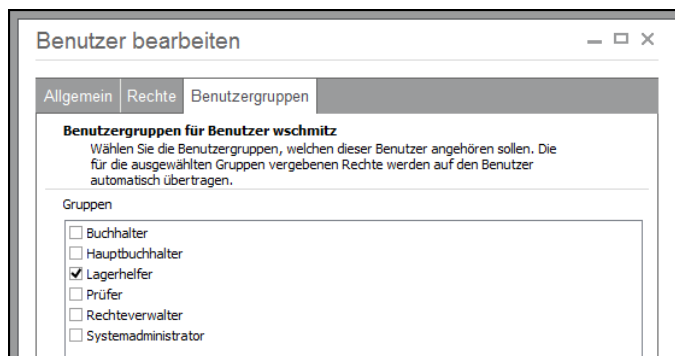 Benutzer bearbeiten
Allgemein Rechte Benutzergruppen
Benutzergruppen für Benutzer wschmitz
Wählen Sie die Benutzergruppen, welchen dieser Benutzer angehören sollen. Die
für die ausgewählten Gruppen vergebenen Rechte werden auf den Benutzer
automatisch übertragen.
Gruppen
Buchhalter
Hauptbuchhalter
Lagerhelfer
Prüfer
Rechteverwalter
Systemadministrator